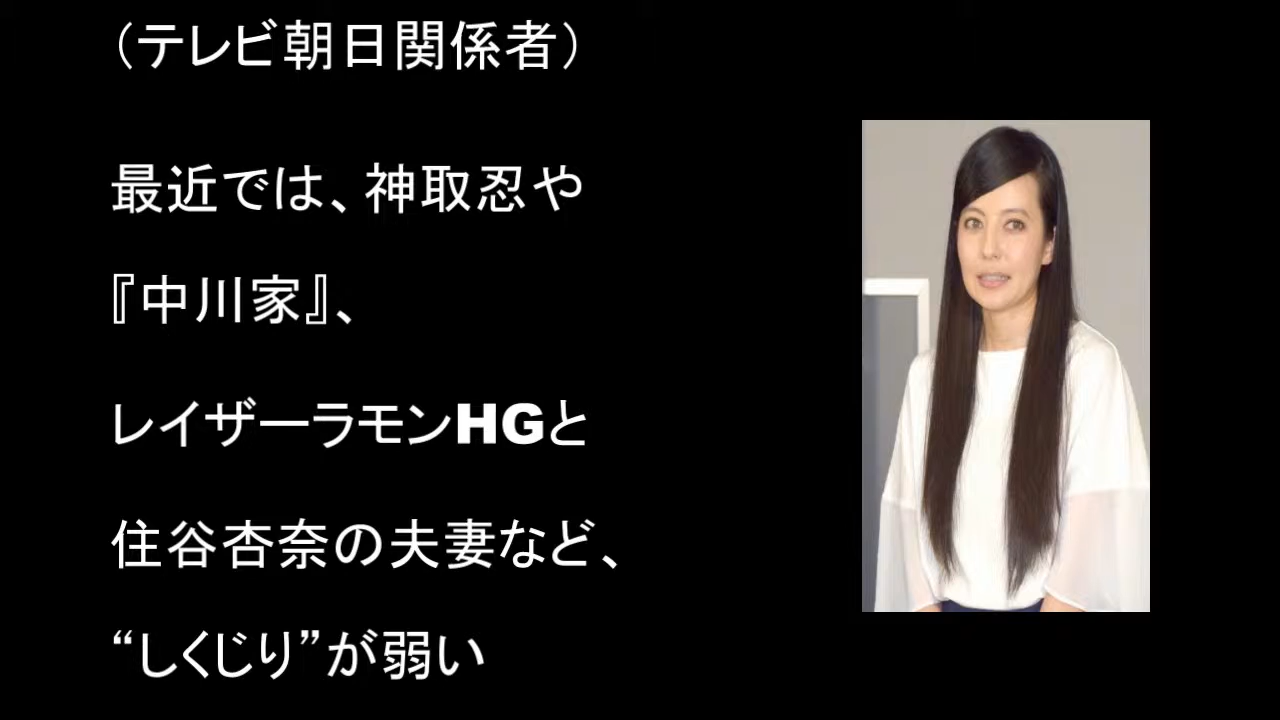 （テレビ朝日関係者）
最近では、神取忍や
『中川家』、
レイザーラモンHGと
住谷杏奈の夫妻など、
“しくじり”が弱い